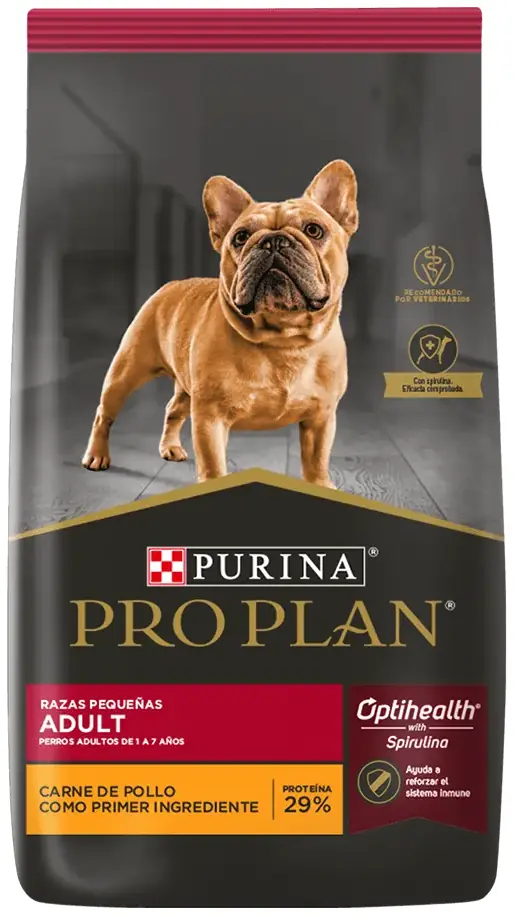 RECOMENDADO
POR VETERINARIOS
Con spirulina.
Eficacia comprobada.
PURINA®
PRO PLAN®
RAZAS PEQUEÑAS
ADULT
PERROS ADULTOS DE 1 A 7 AÑOS
CARNE DE POLLO
COMO PRIMER INGREDIENTE
PROTEÍNA
29%
Optihealth®
with
Spirulina
Ayuda a
reforzar el
sistema inmune